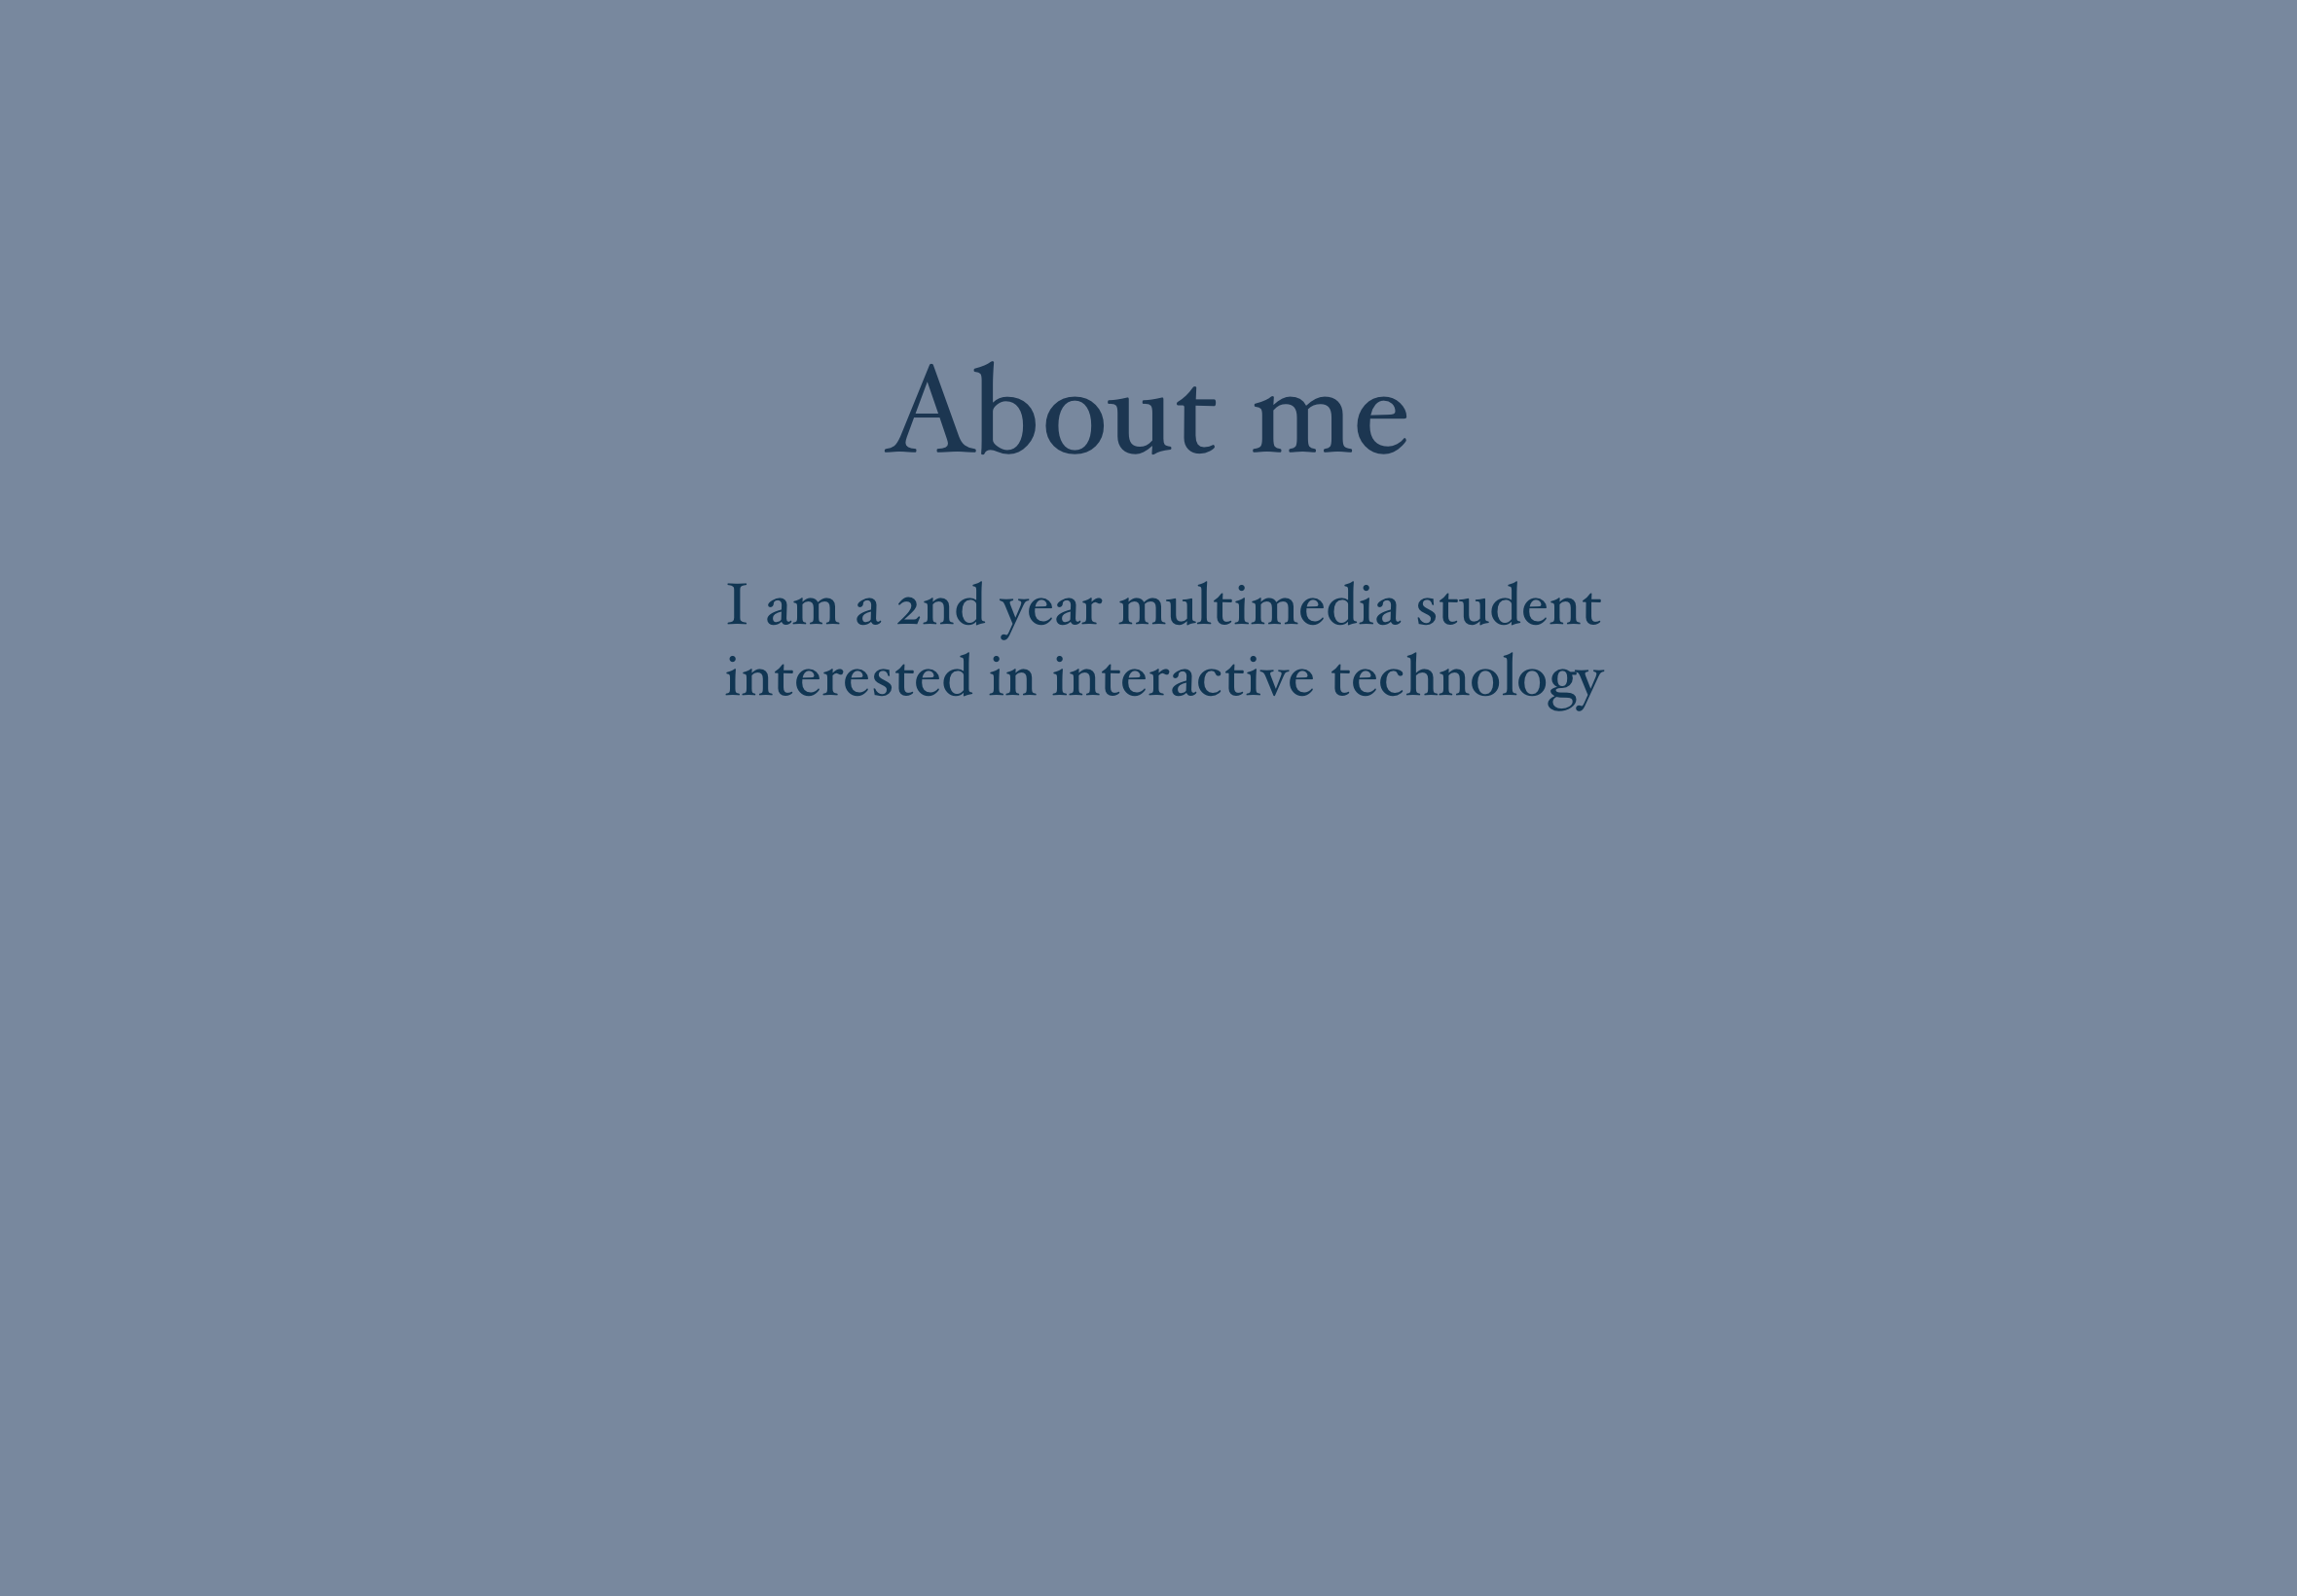 About me
I am a 2nd year multimedia student
interested in interactive technology